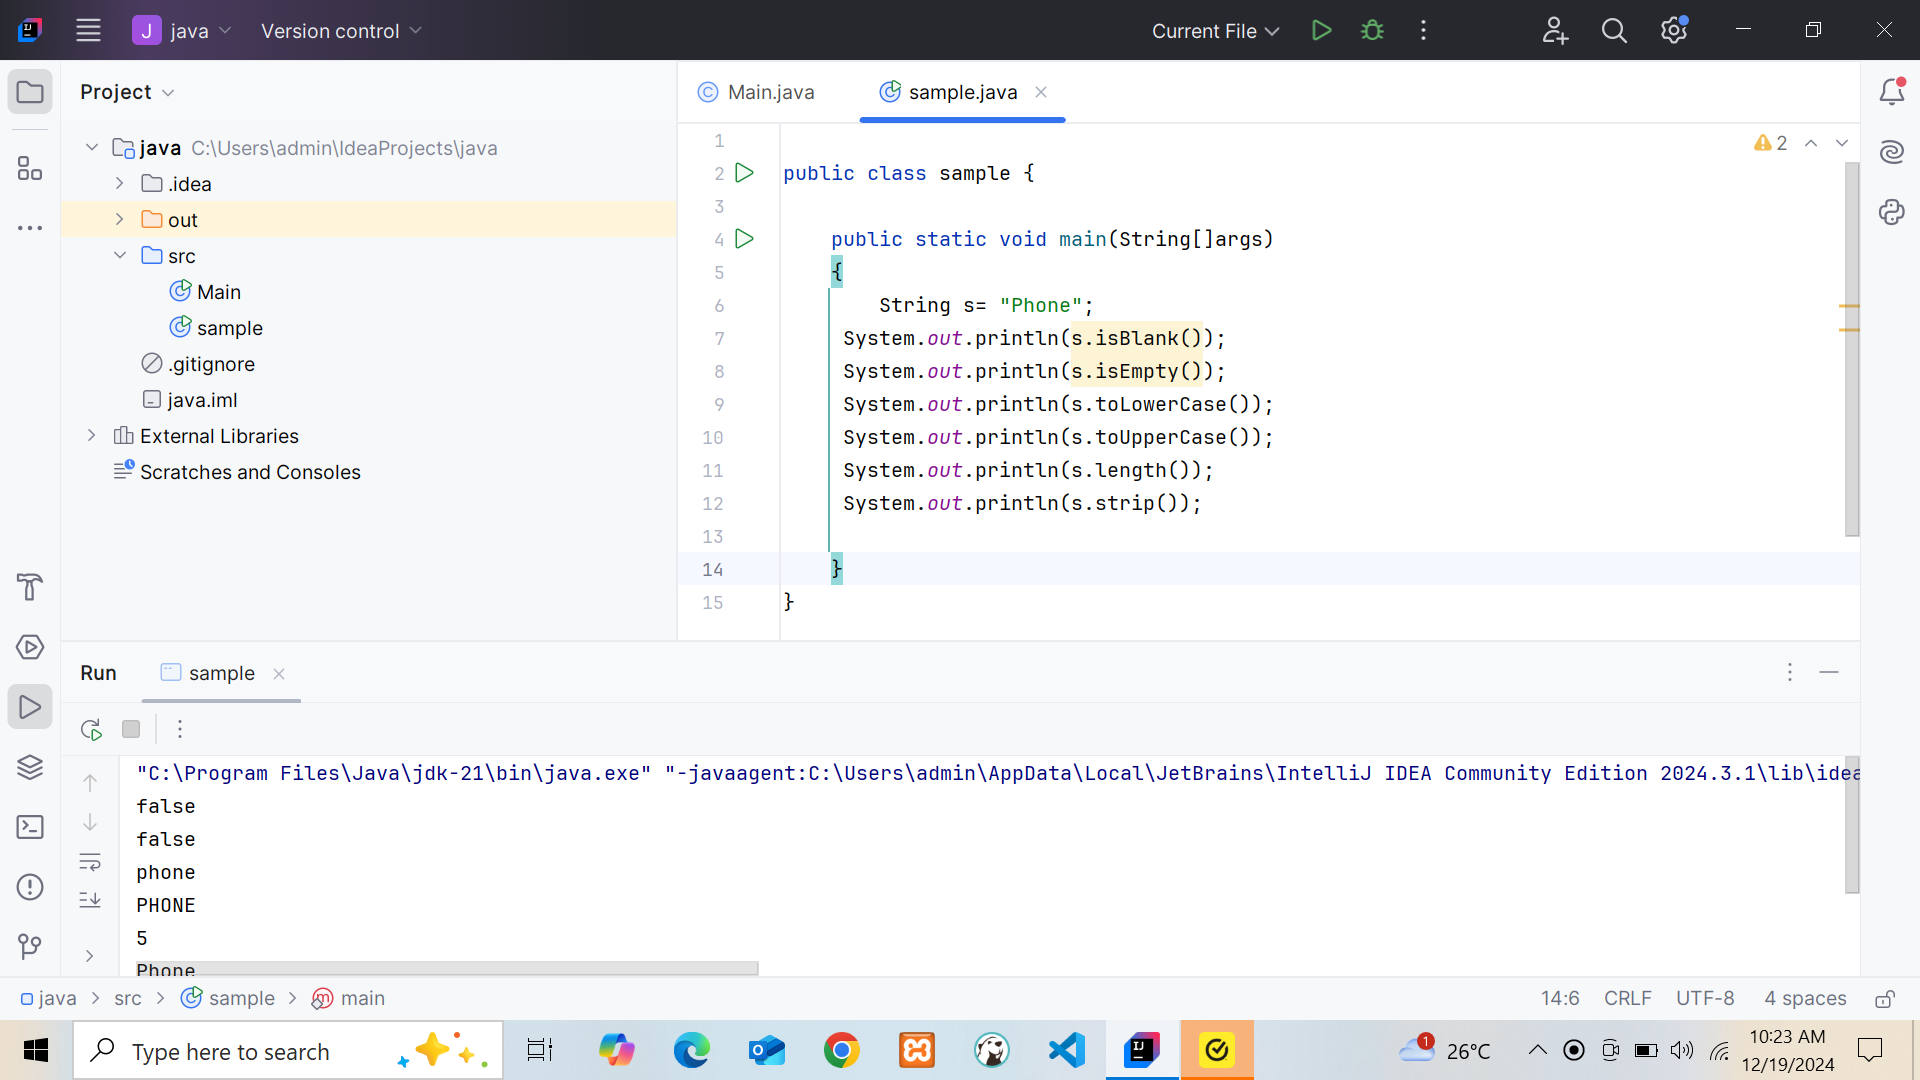 J java Version control Current File
Project
Main.java sample.java
java C:\Users\admin\IdeaProjects\java
.idea
out
src
Main
sample
.gitignore
java.iml
External Libraries
Scratches and Consoles
2
1
2 public class sample {
3
4 public static void main(String[]args)
5 {
6 String s= "Phone";
7 System.out.println(s.isBlank());
8 System.out.println(s.isEmpty());
9 System.out.println(s.toLowerCase());
10 System.out.println(s.toUpperCase());
11 System.out.println(s.length());
12 System.out.println(s.strip());
13
14 }
15 }
Run sample
"C:\Program Files\Java\jdk-21\bin\java.exe" "-javaagent:C:\Users\admin\AppData\Local\JetBrains\IntelliJ IDEA Community Edition 2024.3.1\lib\idea
false
false
phone
PHONE
5
Phone
java > src > sample > main 14:6 CRLF UTF-8 4 spaces
Type here to search 1 26°C 10:23 AM
12/19/2024